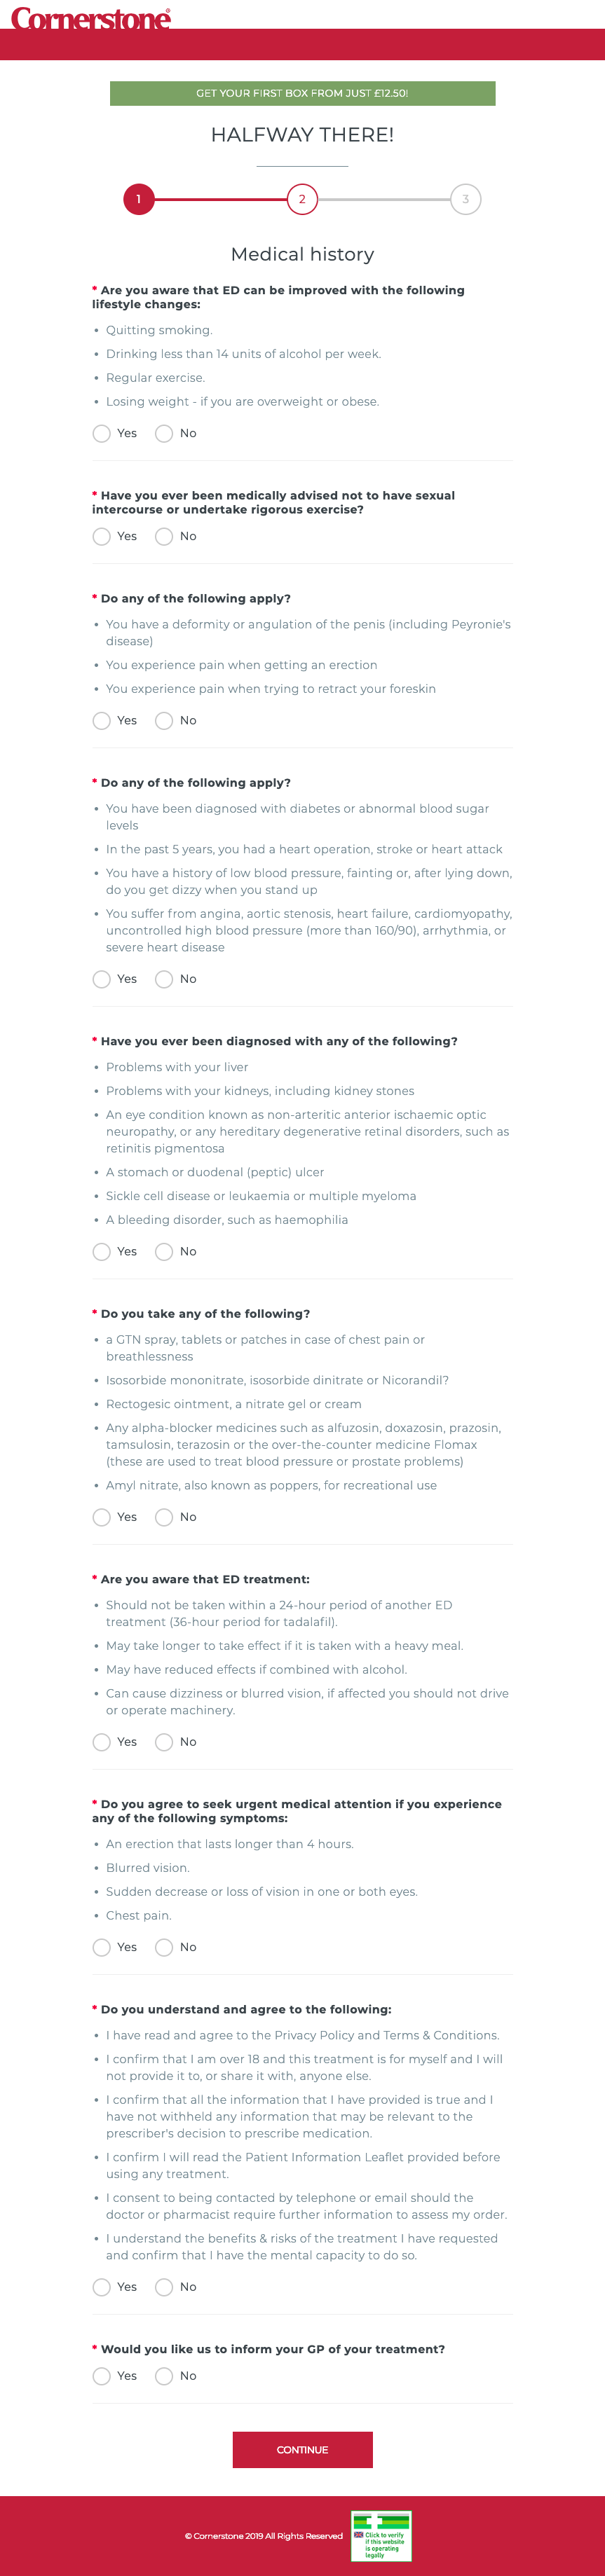 Cornerstone®
GET YOUR FIRST BOX FROM JUST £12.50!
HALFWAY THERE!
1
2
3
Medical history
* Are you aware that ED can be improved with the following
lifestyle changes:
• Quitting smoking.
• Drinking less than 14 units of alcohol per week.
• Regular exercise.
• Losing weight - if you are overweight or obese.
Yes No
* Have you ever been medically advised not to have sexual
intercourse or undertake rigorous exercise?
Yes No
* Do any of the following apply?
• You have a deformity or angulation of the penis (including Peyronie's
disease)
• You experience pain when getting an erection
• You experience pain when trying to retract your foreskin
Yes No
* Do any of the following apply?
• You have been diagnosed with diabetes or abnormal blood sugar
levels
• In the past 5 years, you had a heart operation, stroke or heart attack
• You have a history of low blood pressure, fainting or, after lying down,
do you get dizzy when you stand up
• You suffer from angina, aortic stenosis, heart failure, cardiomyopathy,
uncontrolled high blood pressure (more than 160/90), arrhythmia, or
severe heart disease
Yes No
* Have you ever been diagnosed with any of the following?
• Problems with your liver
• Problems with your kidneys, including kidney stones
• An eye condition known as non-arteritic anterior ischaemic optic
neuropathy, or any hereditary degenerative retinal disorders, such as
retinitis pigmentosa
• A stomach or duodenal (peptic) ulcer
• Sickle cell disease or leukaemia or multiple myeloma
• A bleeding disorder, such as haemophilia
Yes No
* Do you take any of the following?
• a GTN spray, tablets or patches in case of chest pain or
breathlessness
• Isosorbide mononitrate, isosorbide dinitrate or Nicorandil?
• Rectogesic ointment, a nitrate gel or cream
• Any alpha-blocker medicines such as alfuzosin, doxazosin, prazosin,
tamsulosin, terazosin or the over-the-counter medicine Flomax
(these are used to treat blood pressure or prostate problems)
• Amyl nitrate, also known as poppers, for recreational use
Yes No
* Are you aware that ED treatment:
• Should not be taken within a 24-hour period of another ED
treatment (36-hour period for tadalafil).
• May take longer to take effect if it is taken with a heavy meal.
• May have reduced effects if combined with alcohol.
• Can cause dizziness or blurred vision, if affected you should not drive
or operate machinery.
Yes No
* Do you agree to seek urgent medical attention if you experience
any of the following symptoms:
• An erection that lasts longer than 4 hours.
• Blurred vision.
• Sudden decrease or loss of vision in one or both eyes.
• Chest pain.
Yes No
* Do you understand and agree to the following:
• I have read and agree to the Privacy Policy and Terms & Conditions.
• I confirm that I am over 18 and this treatment is for myself and I will
not provide it to, or share it with, anyone else.
• I confirm that all the information that I have provided is true and I
have not withheld any information that may be relevant to the
prescriber's decision to prescribe medication.
• I confirm I will read the Patient Information Leaflet provided before
using any treatment.
• I consent to being contacted by telephone or email should the
doctor or pharmacist require further information to assess my order.
• I understand the benefits & risks of the treatment I have requested
and confirm that I have the mental capacity to do so.
Yes No
* Would you like us to inform your GP of your treatment?
Yes No
CONTINUE
© Cornerstone 2019 All Rights Reserved
Click to verify
if this website
is operating
legally